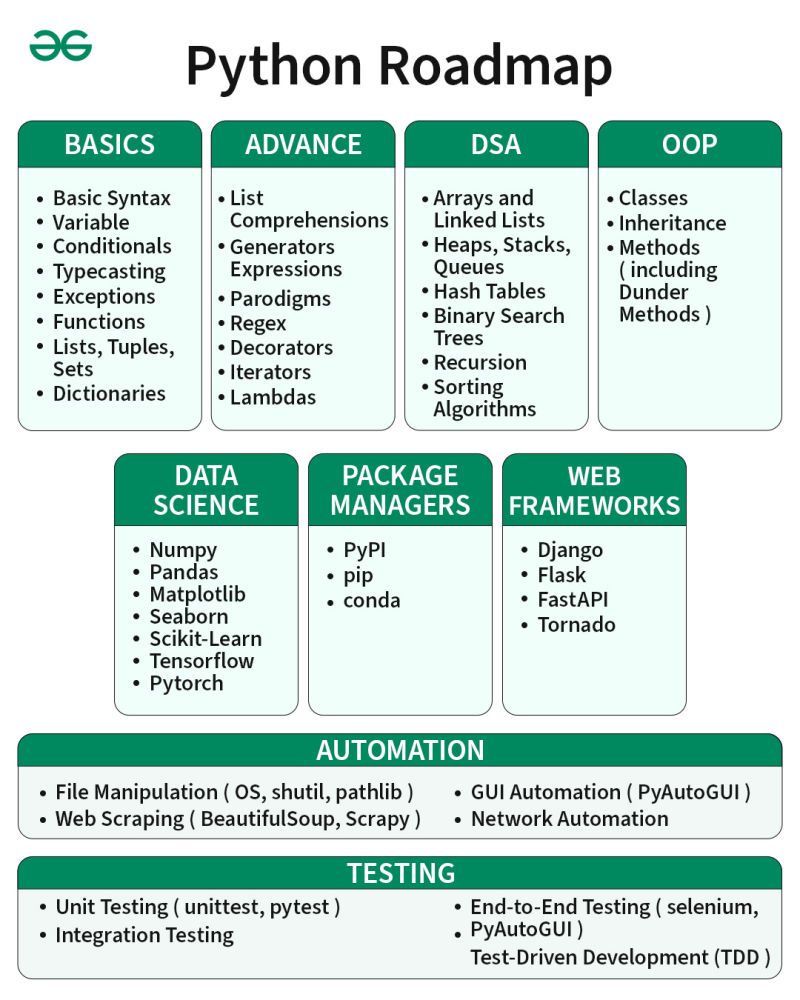 Python Roadmap
BASICS
• Basic Syntax
• Variable
• Conditionals
• Typecasting
• Exceptions
• Functions
• Lists, Tuples,
Sets
• Dictionaries
ADVANCE
• List
Comprehensions
• Generators
Expressions
• Parodigms
• Regex
• Decorators
• Iterators
• Lambdas
DSA
• Arrays and
Linked Lists
• Heaps, Stacks,
Queues
• Hash Tables
• Binary Search
Trees
• Recursion
• Sorting
Algorithms
OOP
• Classes
• Inheritance
• Methods
( including
Dunder
Methods )
DATA
SCIENCE
• Numpy
• Pandas
• Matplotlib
• Seaborn
• Scikit-Learn
• Tensorflow
• Pytorch
PACKAGE
MANAGERS
• PyPI
• pip
• conda
WEB
FRAMEWORKS
• Django
• Flask
• FastAPI
• Tornado
AUTOMATION
• File Manipulation ( OS, shutil, pathlib )
• Web Scraping ( BeautifulSoup, Scrapy )
• GUI Automation ( PyAutoGUI )
• Network Automation
TESTING
• Unit Testing ( unittest, pytest )
• Integration Testing
• End-to-End Testing ( selenium,
• PyAutoGUI )
Test-Driven Development (TDD )